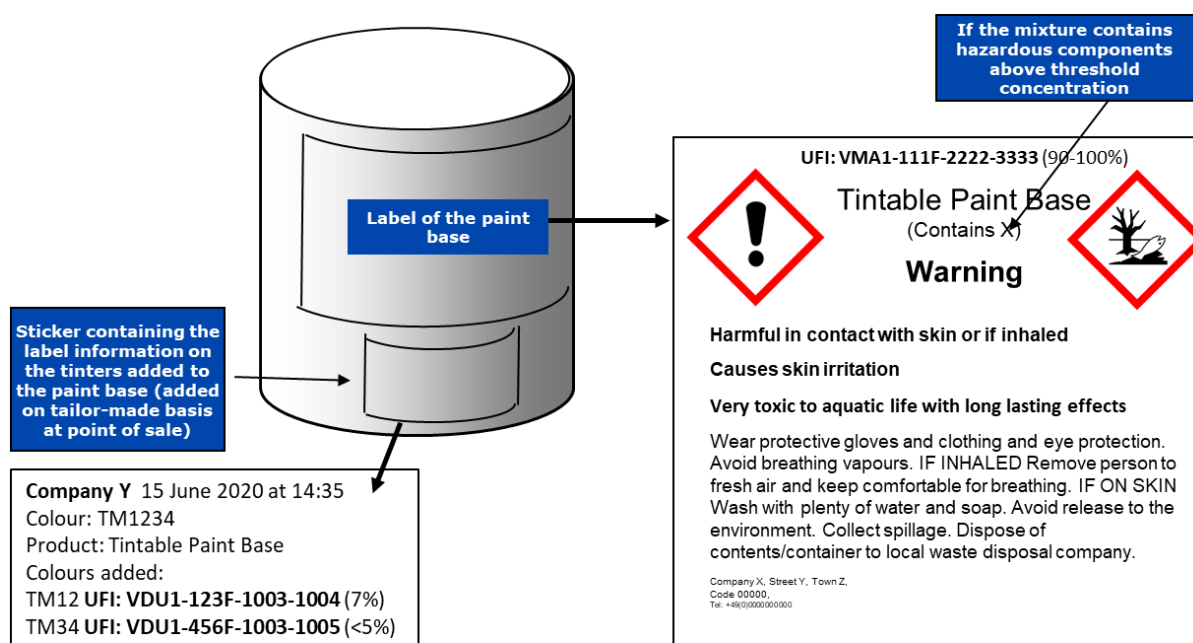 If the mixture contains
hazardous components
above threshold
concentration
UFI: VMA1-111F-2222-3333 (90-100%)
Tintable Paint Base
(Contains X)
Warning
Label of the paint
base
Harmful in contact with skin or if inhaled
Causes skin irritation
Very toxic to aquatic life with long lasting effects
Wear protective gloves and clothing and eye protection.
Avoid breathing vapours. IF INHALED Remove person to
fresh air and keep comfortable for breathing. IF ON SKIN
Wash with plenty of water and soap. Avoid release to the
environment. Collect spillage. Dispose of
contents/container to local waste disposal company.
Company X, Street Y, Town Z,
Code 00000,
Tel: +49(0)0000000000
Sticker containing the
label information on
the tinters added to
the paint base (added
on tailor-made basis
at point of sale)
Company Y 15 June 2020 at 14:35
Colour: TM1234
Product: Tintable Paint Base
Colours added:
TM12 UFI: VDU1-123F-1003-1004 (7%)
TM34 UFI: VDU1-456F-1003-1005 (<5%)